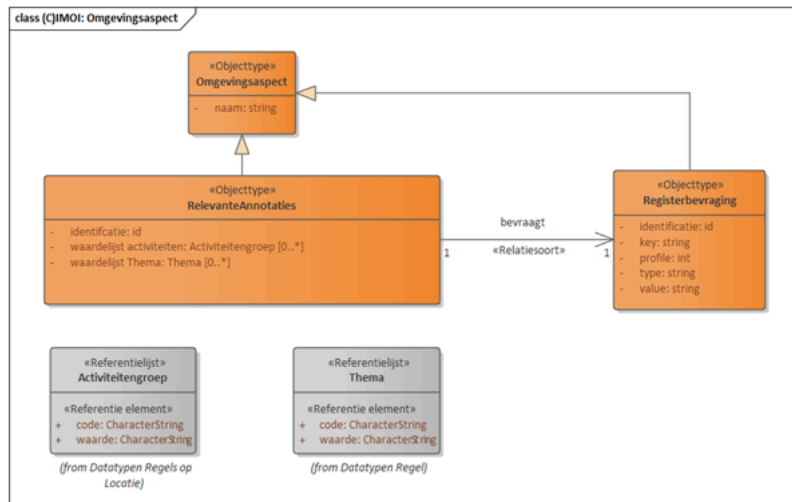 class (C)IMOI: Omgevingsaspect
«Objecttype»
Omgevingsaspect
- naam: string
«Objecttype»
RelevanteAnnotaties
- identifcatie: id
- waardelijst activiteiten: Activiteitengroep [0..*]
- waardelijst Thema: Thema [0..*]
bevraagt
1
«Relatiesoort»
1
«Objecttype»
Registerbevraging
- identificatie: id
- key: string
- profile: int
- type: string
- value: string
«Referentielijst»
Activiteitengroep
«Referentie element»
+ code: CharacterString
+ waarde: CharacterString
(from Datatypen Regels op
Locatie)
«Referentielijst»
Thema
«Referentie element»
+ code: CharacterString
+ waarde: CharacterString
(from Datatypen Regel)